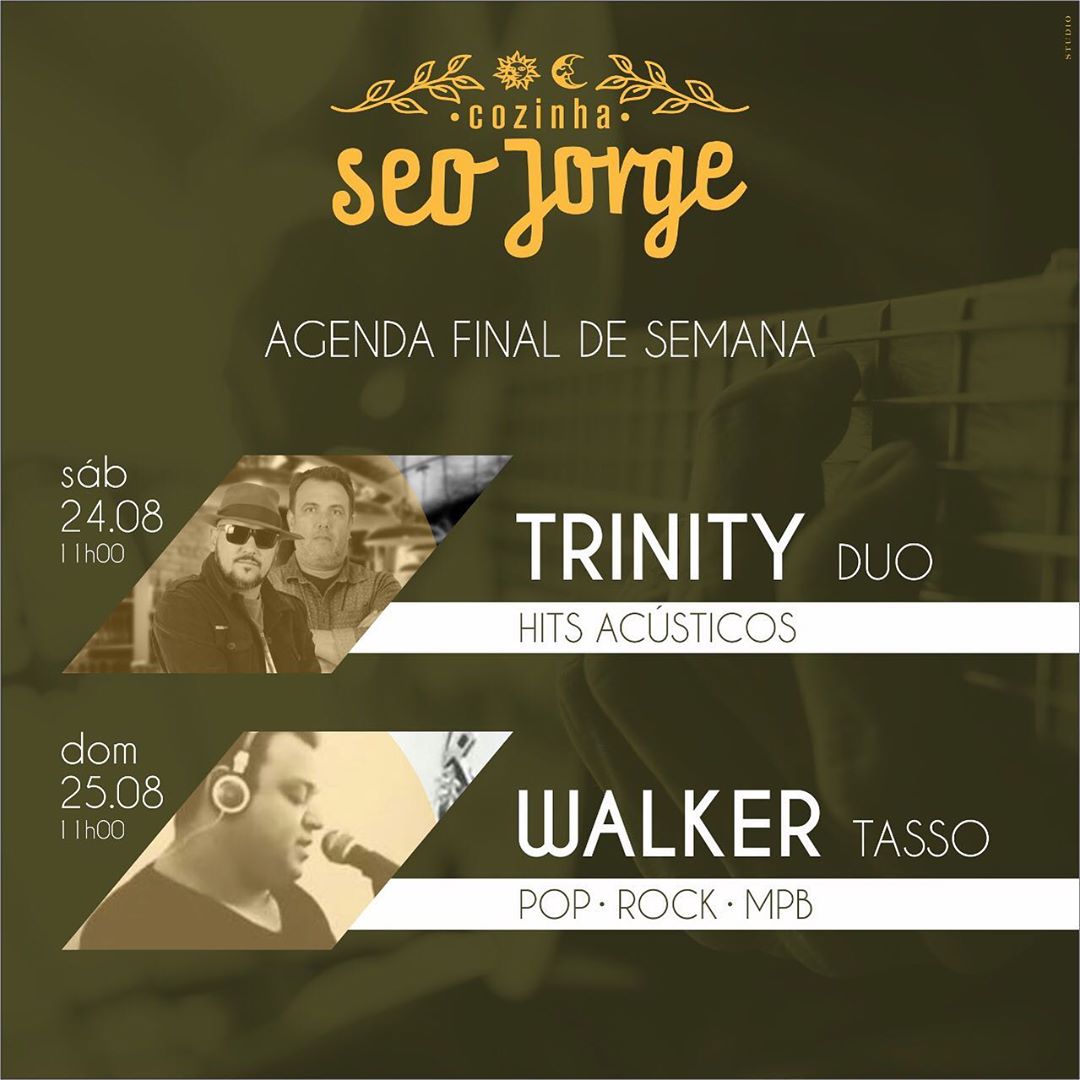 STUDIO
•cozinha•
seo jorge
AGENDA FINAL DE SEMANA
sáb
24.08
11h00
TRINITY DUO
HITS ACÚSTICOS
dom
25.08
11h00
WALKER TASSO
POP • ROCK • MPB